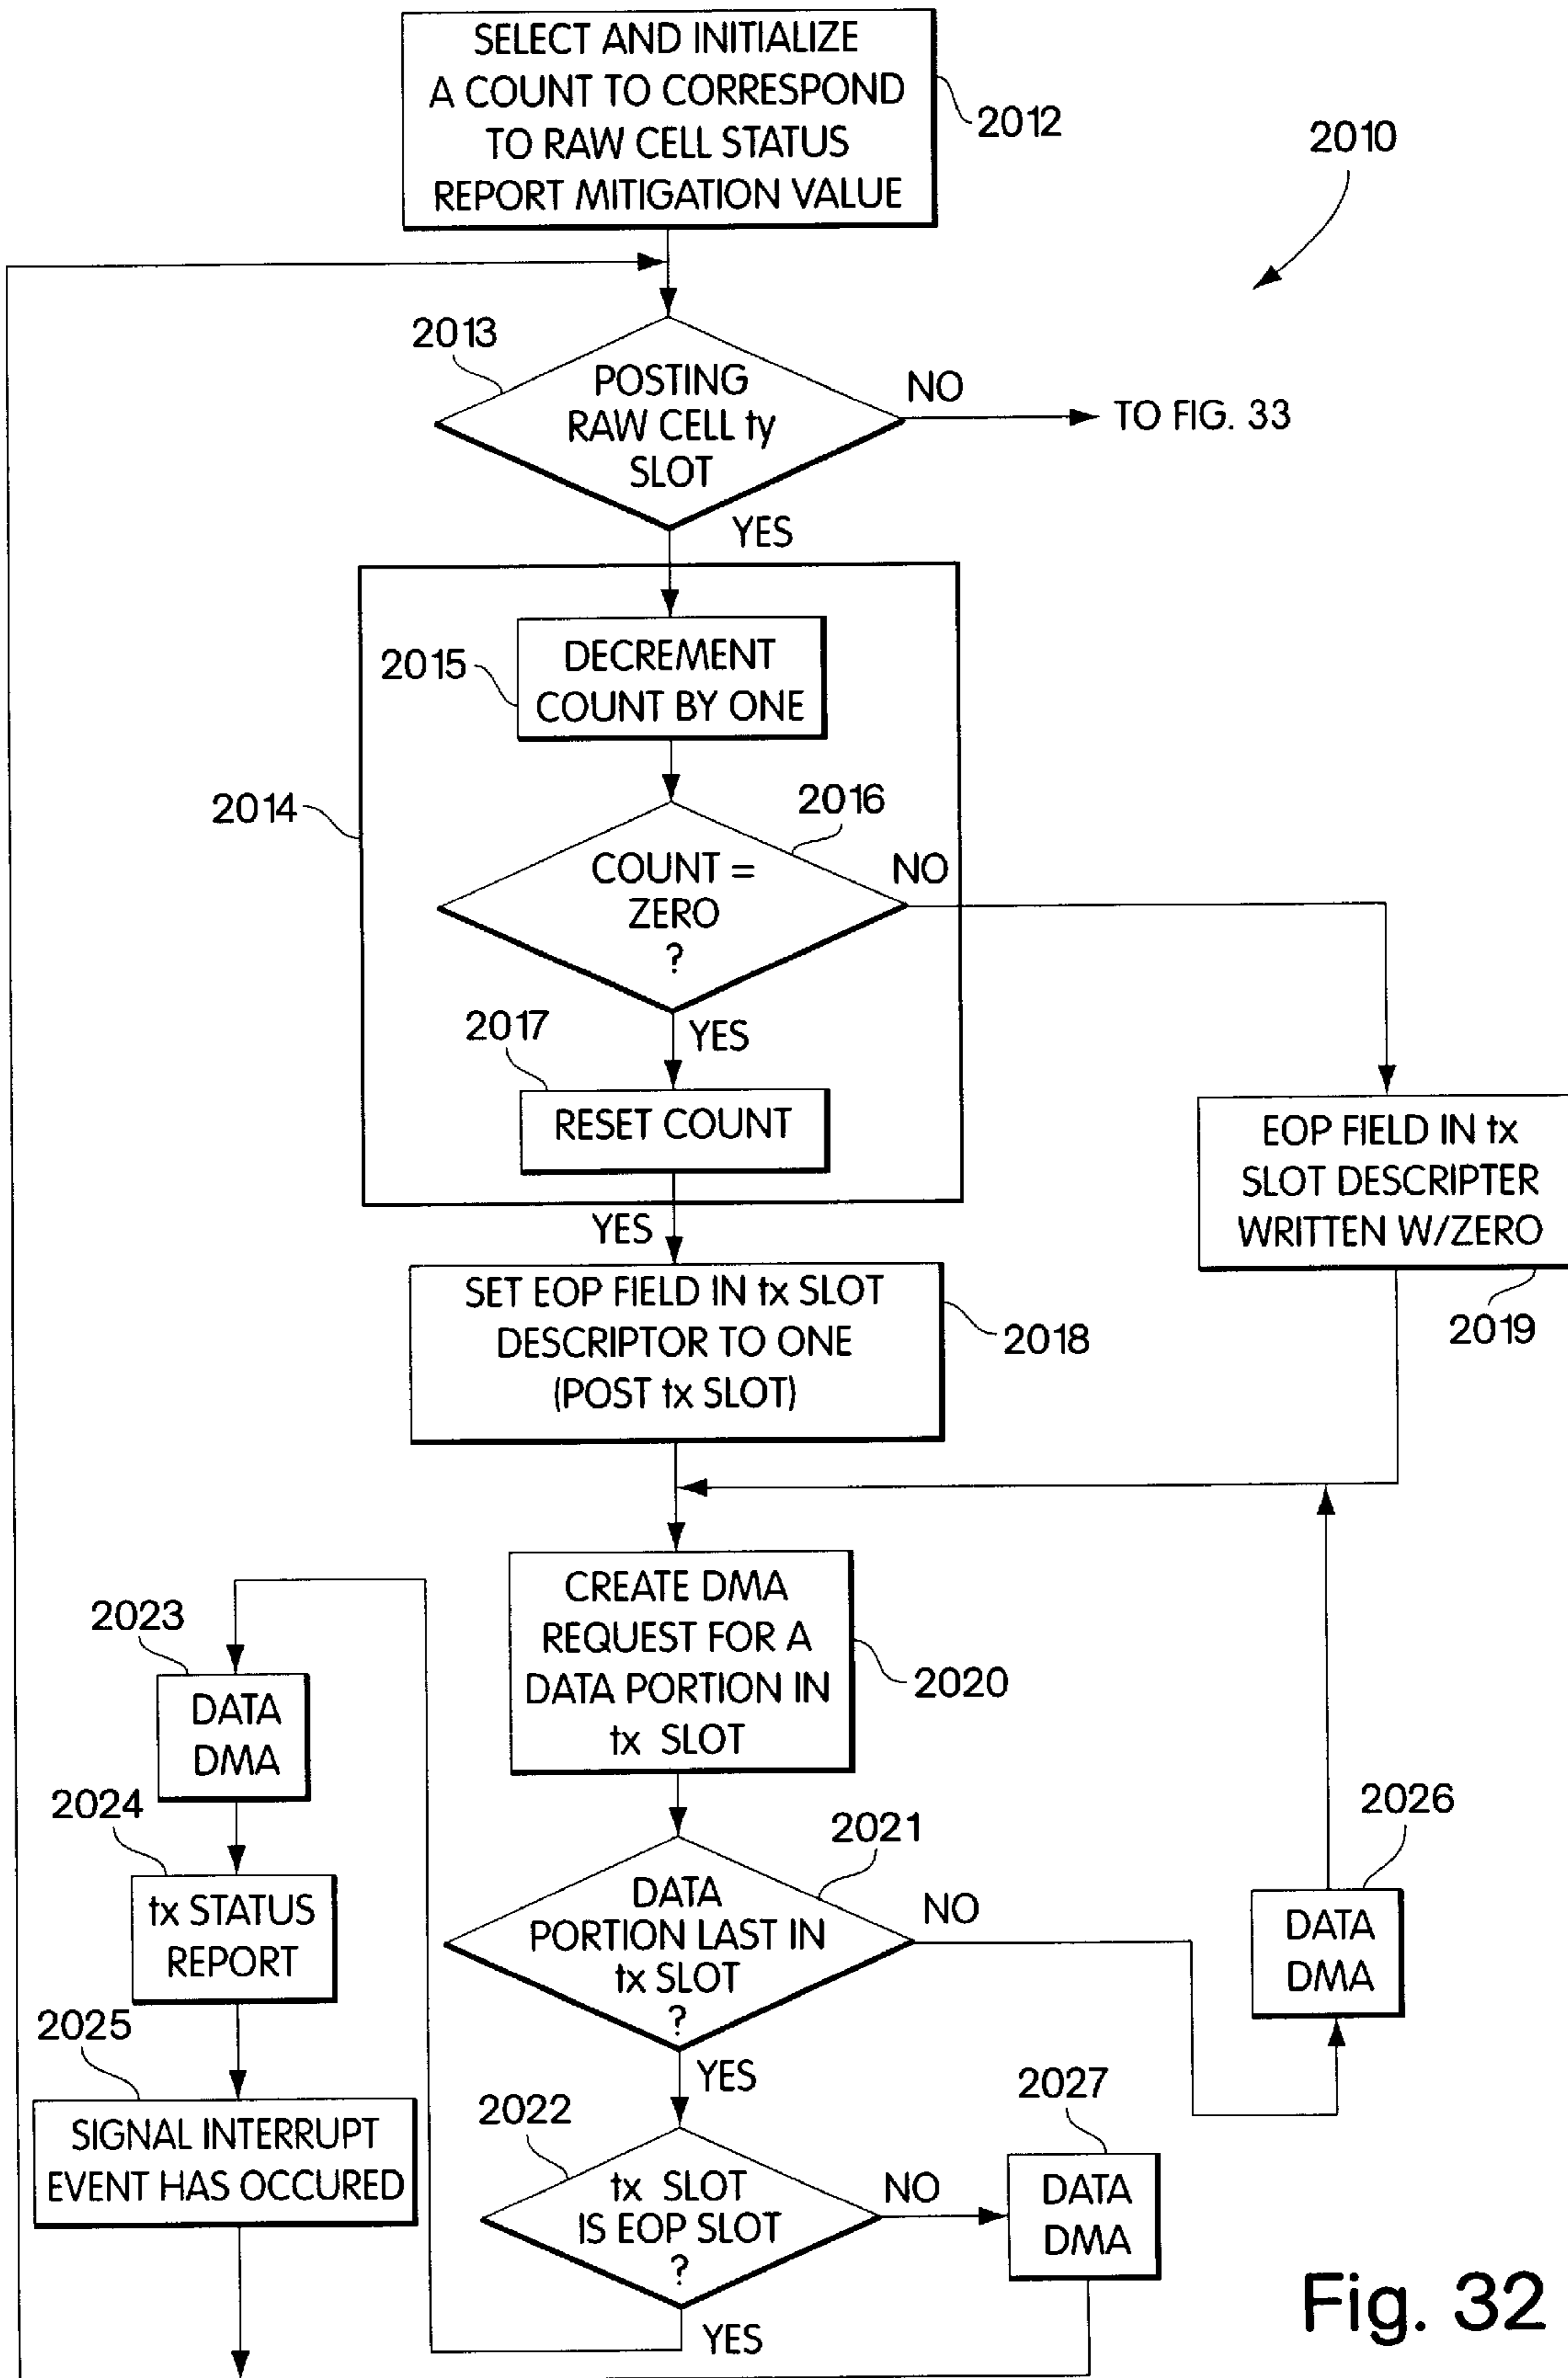 SELECT AND INITIALIZE
A COUNT TO CORRESPOND
TO RAW CELL STATUS
REPORT MITIGATION VALUE
2012
2010
2013
POSTING
RAW CELL ty
SLOT
NO
TO FIG. 33
YES
2015
DECREMENT
COUNT BY ONE
2014
2016
COUNT =
ZERO
?
NO
2017
YES
RESET COUNT
EOP FIELD IN tx
SLOT DESCRIPTER
WRITTEN W/ZERO
2019
YES
SET EOP FIELD IN tx SLOT
DESCRIPTOR TO ONE
(POST tx SLOT)
2018
CREATE DMA
REQUEST FOR A
DATA PORTION IN
tx SLOT
2020
2023
DATA
DMA
2024
tx STATUS
REPORT
2021
DATA
PORTION LAST IN
tx SLOT
?
NO
2026
DATA
DMA
YES
2025
SIGNAL INTERRUPT
EVENT HAS OCCURED
2022
tx SLOT
IS EOP SLOT
?
NO
2027
DATA
DMA
YES
Fig. 32